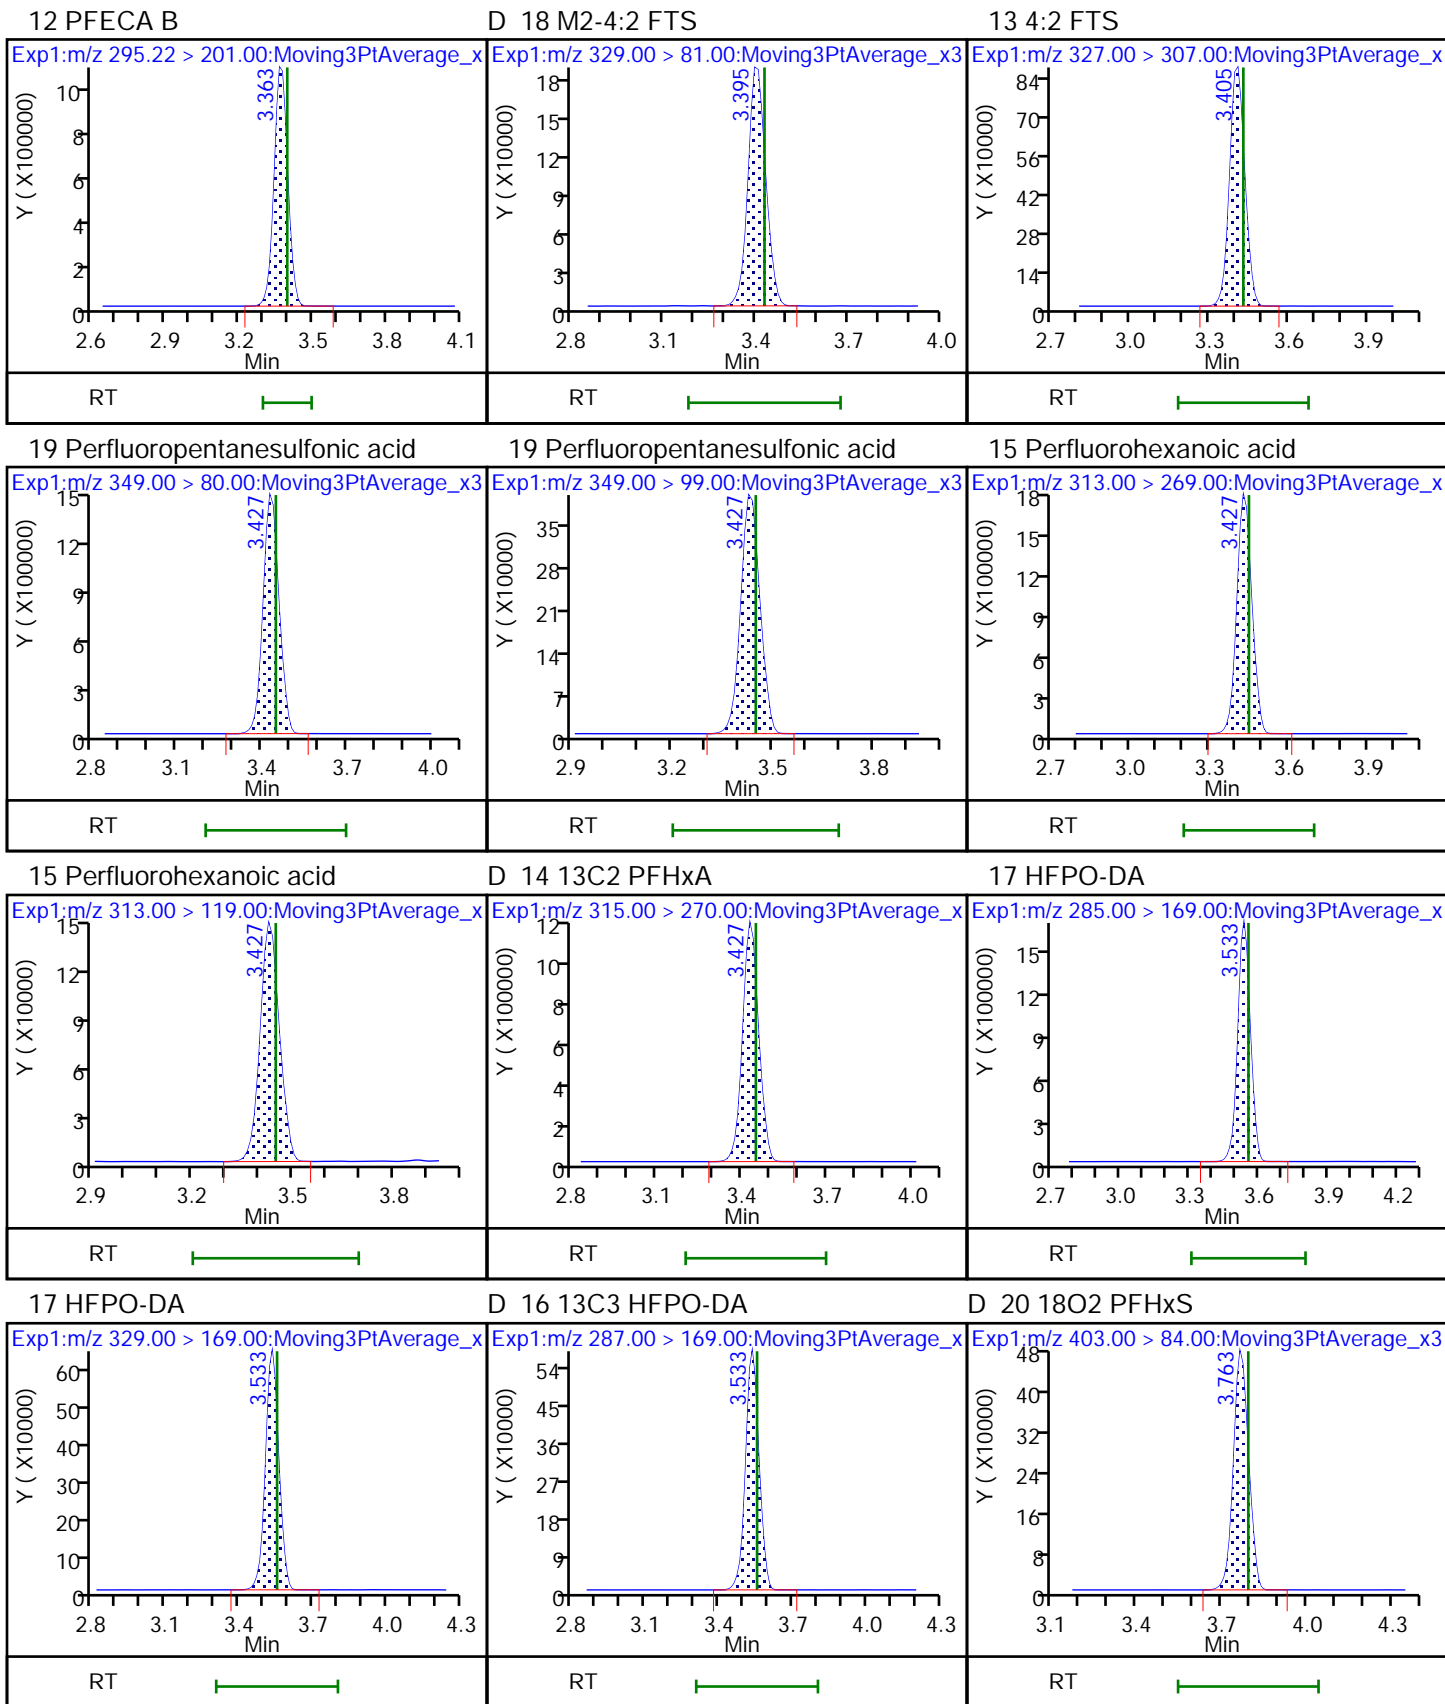 12 PFECA B
Exp1:m/z 295.22 > 201.00:Moving3PtAverage_x
Y ( X100000)
10
8
6
4
2
0
3.363
2.6 2.9 3.2 3.5 3.8 4.1
Min
RT
D 18 M2-4:2 FTS
Exp1:m/z 329.00 > 81.00:Moving3PtAverage_x3
Y ( X10000)
18
15
12
9
6
3
0
3.395
2.8 3.1 3.4 3.7 4.0
Min
RT
13 4:2 FTS
Exp1:m/z 327.00 > 307.00:Moving3PtAverage_x
Y ( X10000)
84
70
56
42
28
14
0
3.405
2.7 3.0 3.3 3.6 3.9
Min
RT
19 Perfluoropentanesulfonic acid
Exp1:m/z 349.00 > 80.00:Moving3PtAverage_x3
Y ( X100000)
15
12
9
6
3
0
3.427
2.8 3.1 3.4 3.7 4.0
Min
RT
19 Perfluoropentanesulfonic acid
Exp1:m/z 349.00 > 99.00:Moving3PtAverage_x3
Y ( X10000)
35
28
21
14
7
0
3.427
2.9 3.2 3.5 3.8
Min
RT
15 Perfluorohexanoic acid
Exp1:m/z 313.00 > 269.00:Moving3PtAverage_x
Y ( X100000)
18
15
12
9
6
3
0
3.427
2.7 3.0 3.3 3.6 3.9
Min
RT
15 Perfluorohexanoic acid
Exp1:m/z 313.00 > 119.00:Moving3PtAverage_x
Y ( X10000)
15
12
9
6
3
0
3.427
2.9 3.2 3.5 3.8
Min
RT
D 14 13C2 PFHxA
Exp1:m/z 315.00 > 270.00:Moving3PtAverage_x
Y ( X100000)
12
10
8
6
4
2
0
3.427
2.8 3.1 3.4 3.7 4.0
Min
RT
17 HFPO-DA
Exp1:m/z 285.00 > 169.00:Moving3PtAverage_x
Y ( X100000)
15
12
9
6
3
0
3.533
2.7 3.0 3.3 3.6 3.9 4.2
Min
RT
17 HFPO-DA
Exp1:m/z 329.00 > 169.00:Moving3PtAverage_x
Y ( X10000)
60
50
40
30
20
10
0
3.533
2.8 3.1 3.4 3.7 4.0 4.3
Min
RT
D 16 13C3 HFPO-DA
Exp1:m/z 287.00 > 169.00:Moving3PtAverage_x
Y ( X10000)
54
45
36
27
18
9
0
3.533
2.8 3.1 3.4 3.7 4.0 4.3
Min
RT
D 20 18O2 PFHxS
Exp1:m/z 403.00 > 84.00:Moving3PtAverage_x3
Y ( X10000)
48
40
32
24
16
8
0
3.763
3.1 3.4 3.7 4.0 4.3
Min
RT